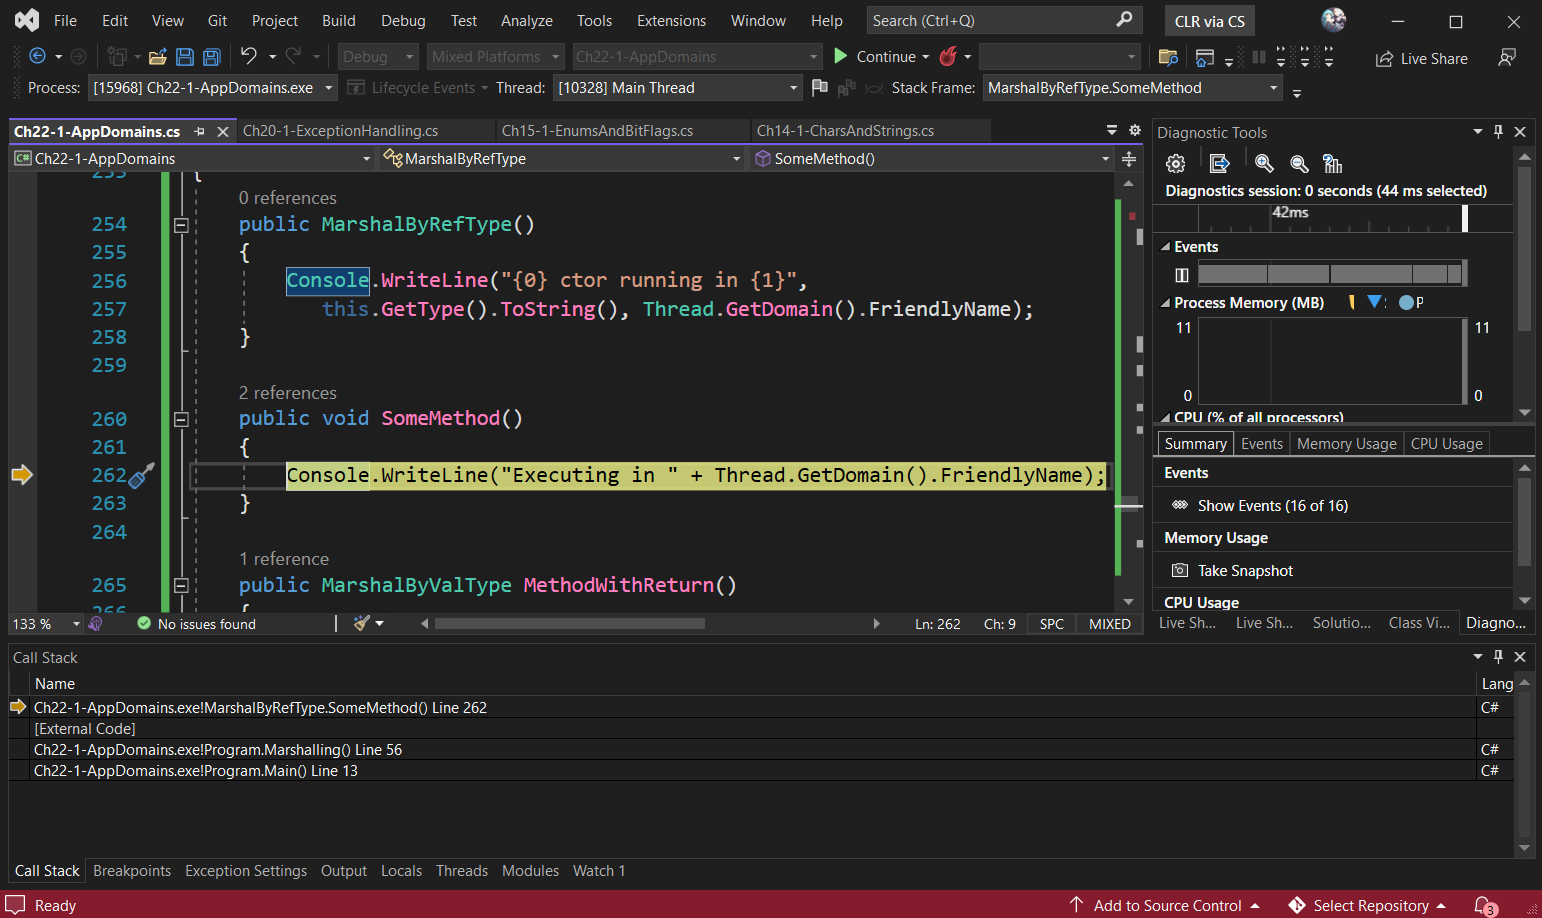 File Edit View Git Project Build Debug Test Analyze Tools Extensions Window Help Search (Ctrl+Q) CLR via CS
Debug Mixed Platforms Ch22-1-AppDomains Continue Live Share
Process: [15968] Ch22-1-AppDomains.exe Lifecycle Events Thread: [10328] Main Thread Stack Frame: MarshalByRefType.SomeMethod
Ch22-1-AppDomains.cs Ch20-1-ExceptionHandling.cs Ch15-1-EnumsAndBitFlags.cs Ch14-1-CharsAndStrings.cs
C# Ch22-1-AppDomains MarshalByRefType SomeMethod()
253 {
0 references
254 public MarshalByRefType()
255 {
256 Console.WriteLine("{0} ctor running in {1}",
257 this.GetType().ToString(), Thread.GetDomain().FriendlyName);
258 }
259
2 references
260 public void SomeMethod()
261 {
262 Console.WriteLine("Executing in " + Thread.GetDomain().FriendlyName);
263 }
264
1 reference
265 public MarshalByValType MethodWithReturn()
266 {
133 % No issues found Ln: 262 Ch: 9 SPC MIXED
Diagnostic Tools
Diagnostics session: 0 seconds (44 ms selected)
42ms
Events
Process Memory (MB) P
11 11
0 0
CPU (% of all processors)
Summary Events Memory Usage CPU Usage
Events
Show Events (16 of 16)
Memory Usage
Take Snapshot
CPU Usage
Live Sh... Live Sh... Solutio... Class Vi... Diagno...
Call Stack
Name Lang
Ch22-1-AppDomains.exe!MarshalByRefType.SomeMethod() Line 262 C#
[External Code]
Ch22-1-AppDomains.exe!Program.Marshalling() Line 56 C#
Ch22-1-AppDomains.exe!Program.Main() Line 13 C#
Call Stack Breakpoints Exception Settings Output Locals Threads Modules Watch 1
Ready Add to Source Control Select Repository 3